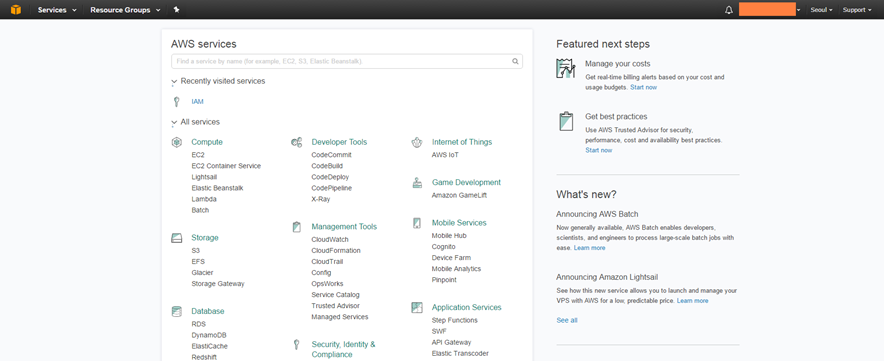 Services
Resource Groups
Seoul
Support
AWS services
Find a service by name (for example, EC2, S3, Elastic Beanstalk).
Recently visited services
IAM
All services
Compute
EC2
EC2 Container Service
Lightsail
Elastic Beanstalk
Lambda
Batch
Storage
S3
EFS
Glacier
Storage Gateway
Database
RDS
DynamoDB
ElastiCache
Redshift
Developer Tools
CodeCommit
CodeBuild
CodeDeploy
CodePipeline
X-Ray
Management Tools
CloudWatch
CloudFormation
CloudTrail
Config
OpsWorks
Service Catalog
Trusted Advisor
Managed Services
Security, Identity &
Compliance
Internet of Things
AWS IoT
Game Development
Amazon GameLift
Mobile Services
Mobile Hub
Cognito
Device Farm
Mobile Analytics
Pinpoint
Application Services
Step Functions
SWF
API Gateway
Elastic Transcoder
Featured next steps
Manage your costs
Get real-time billing alerts based on your cost and
usage budgets. Start now
Get best practices
Use AWS Trusted Advisor for security,
performance, cost and availability best practices.
Start now
What's new?
Announcing AWS Batch
Now generally available, AWS Batch enables developers,
scientists, and engineers to process large-scale batch jobs with
ease. Learn more
Announcing Amazon Lightsail
See how this new service allows you to launch and manage your
VPS with AWS for a low, predictable price. Learn more
See all